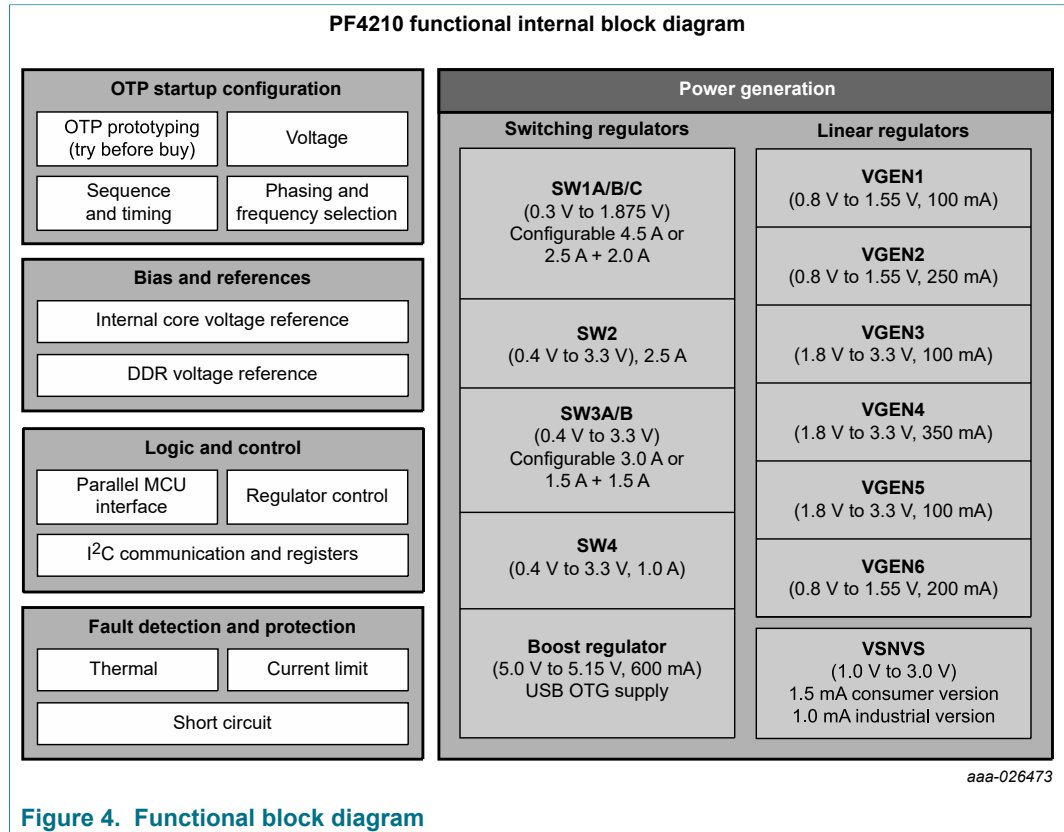 PF4210 functional internal block diagram
OTP startup configuration
OTP prototyping
(try before buy)
Voltage
Sequence
and timing
Phasing and
frequency selection
Bias and references
Internal core voltage reference
DDR voltage reference
Logic and control
Parallel MCU
interface
Regulator control
I2C communication and registers
Fault detection and protection
Thermal
Current limit
Short circuit
Power generation
Switching regulators
SW1A/B/C
(0.3 V to 1.875 V)
Configurable 4.5 A or
2.5 A + 2.0 A
SW2
(0.4 V to 3.3 V), 2.5 A
SW3A/B
(0.4 V to 3.3 V)
Configurable 3.0 A or
1.5 A + 1.5 A
SW4
(0.4 V to 3.3 V, 1.0 A)
Boost regulator
(5.0 V to 5.15 V, 600 mA)
USB OTG supply
Linear regulators
VGEN1
(0.8 V to 1.55 V, 100 mA)
VGEN2
(0.8 V to 1.55 V, 250 mA)
VGEN3
(1.8 V to 3.3 V, 100 mA)
VGEN4
(1.8 V to 3.3 V, 350 mA)
VGEN5
(1.8 V to 3.3 V, 100 mA)
VGEN6
(0.8 V to 1.55 V, 200 mA)
VSNVS
(1.0 V to 3.0 V)
1.5 mA consumer version
1.0 mA industrial version
aaa-026473
Figure 4. Functional block diagram